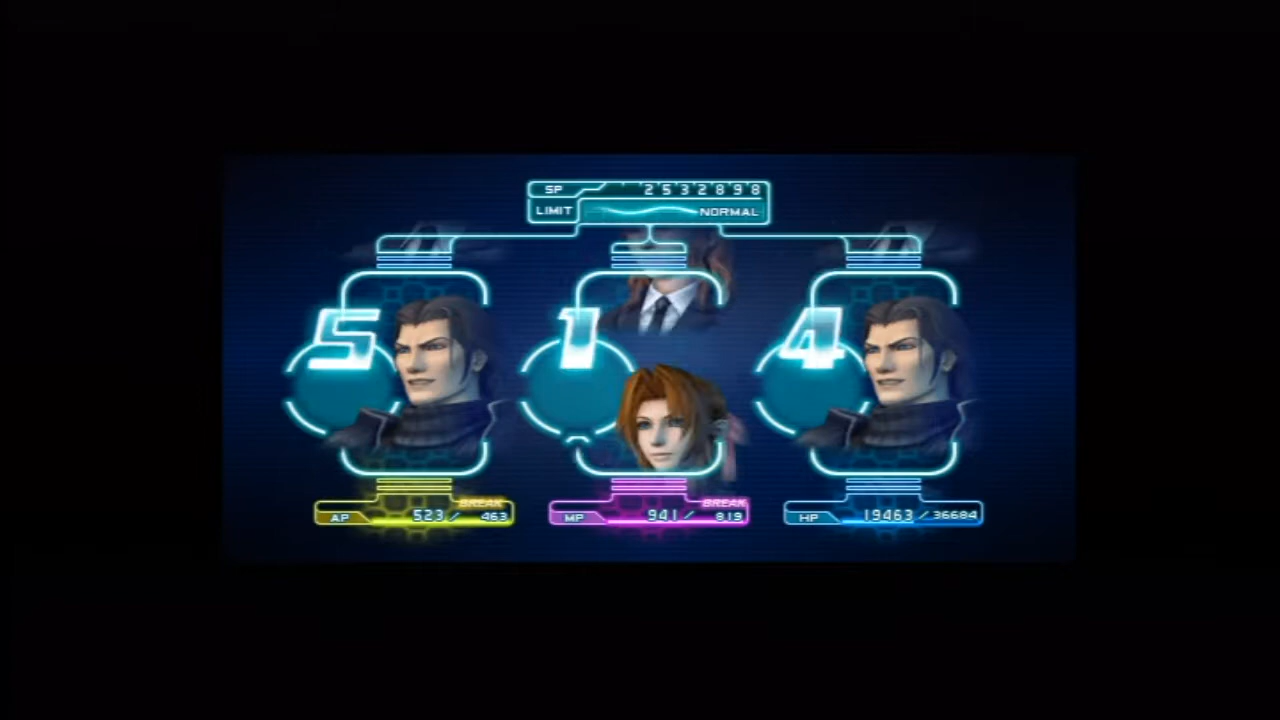 SP 2532898
LIMIT NORMAL
5 1 4
BREAK BREAK
AP 523 / 463 MP 941 / 819 HP 19463 / 36684